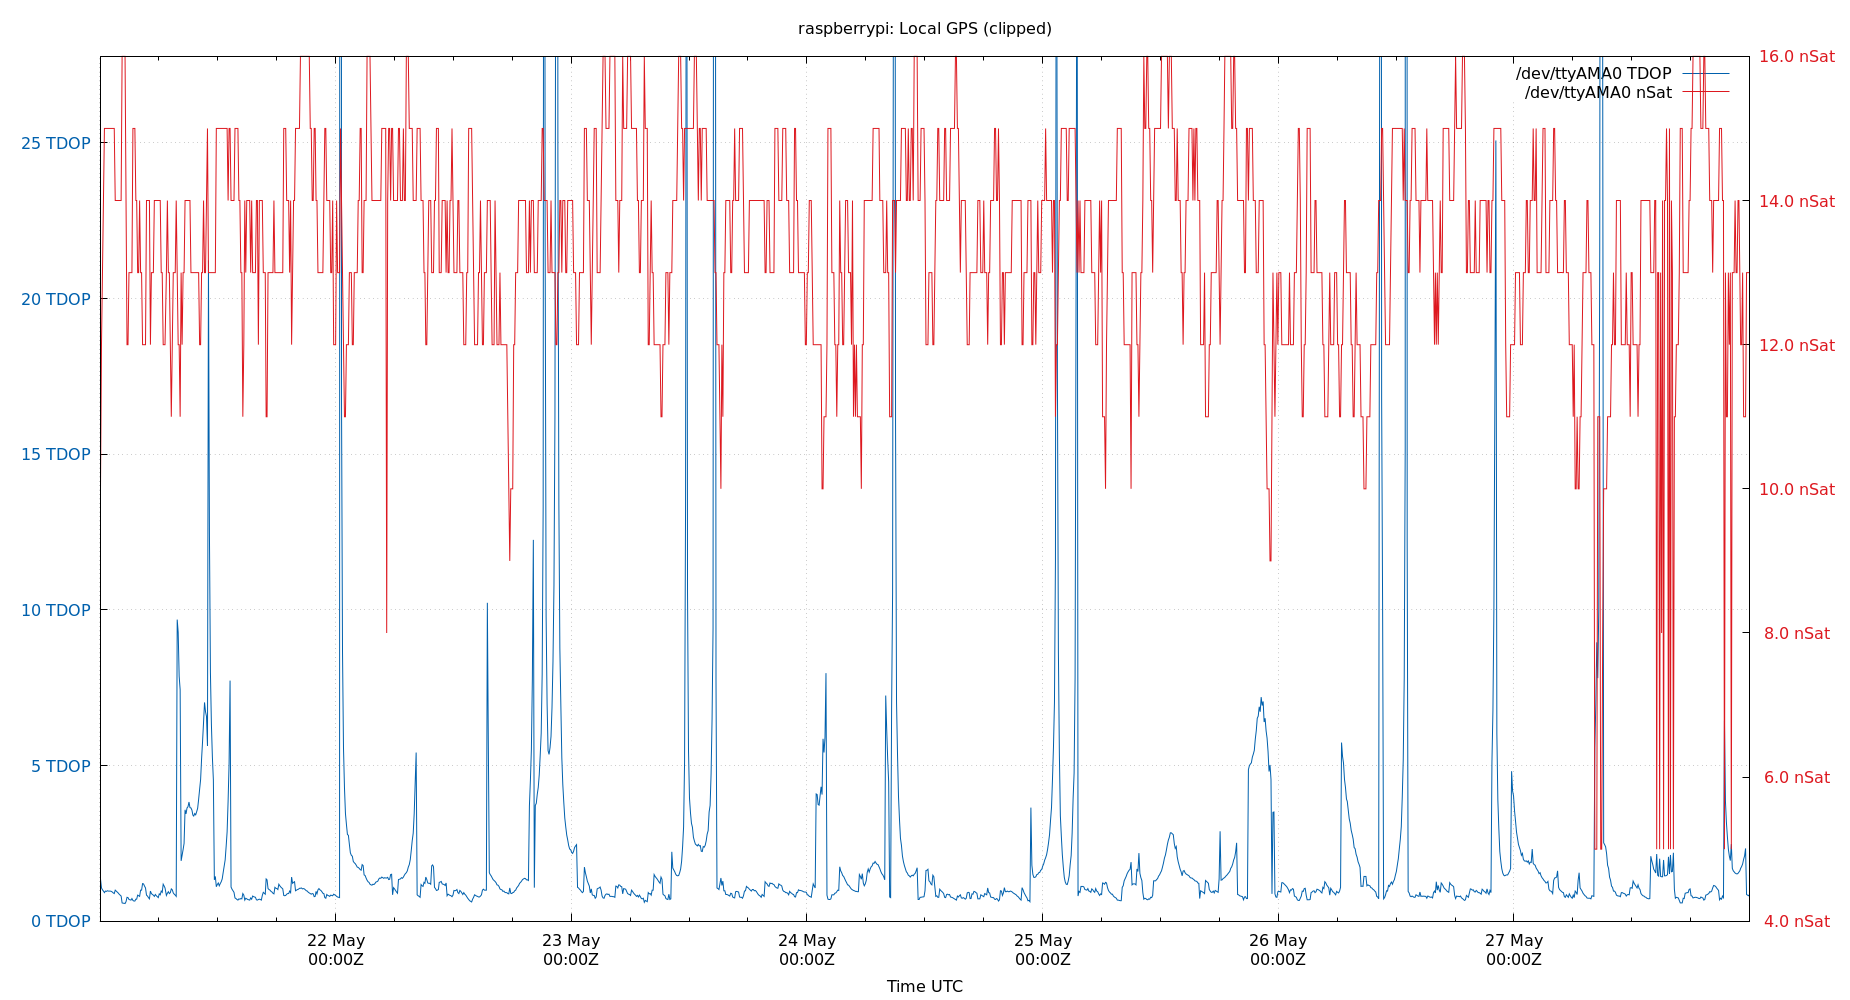 raspberrypi: Local GPS (clipped)
16.0 nSat
/dev/ttyAMA0 TDOP
/dev/ttyAMA0 nSat
25 TDOP
14.0 nSat
20 TDOP
12.0 nSat
15 TDOP
10.0 nSat
10 TDOP
8.0 nSat
5 TDOP
6.0 nSat
0 TDOP
4.0 nSat
22 May 23 May 24 May 25 May 26 May 27 May
00:00Z 00:00Z 00:00Z 00:00Z 00:00Z 00:00Z
Time UTC